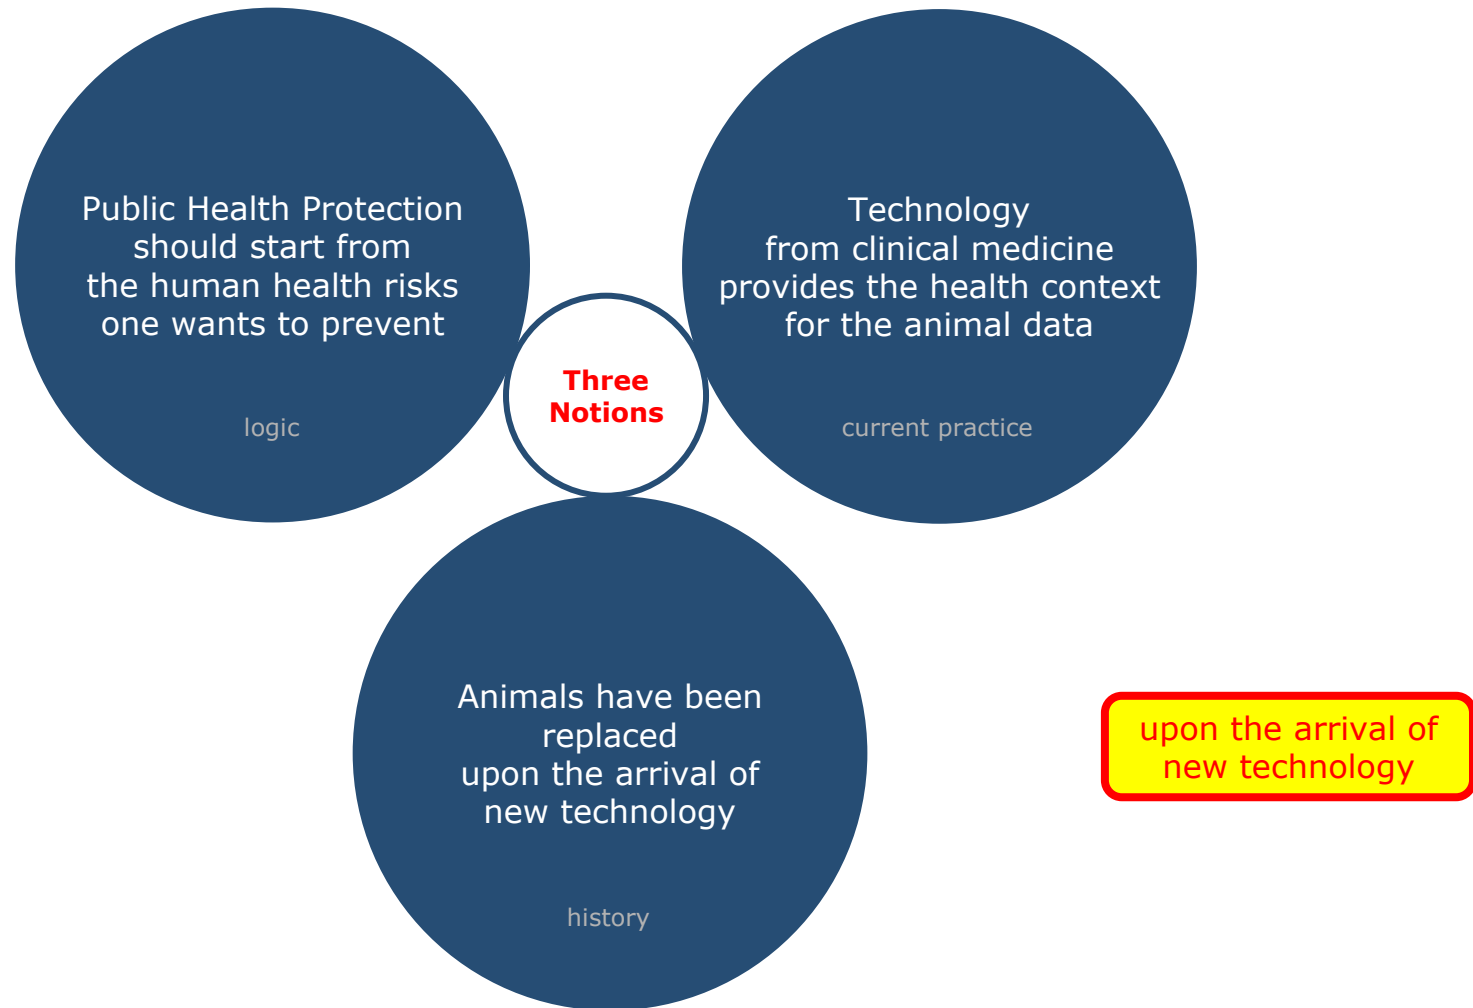 Public Health Protection
should start from
the human health risks
one wants to prevent
logic
Technology
from clinical medicine
provides the health context
for the animal data
current practice
Three
Notions
Animals have been
replaced
upon the arrival of
new technology
history
upon the arrival of
new technology